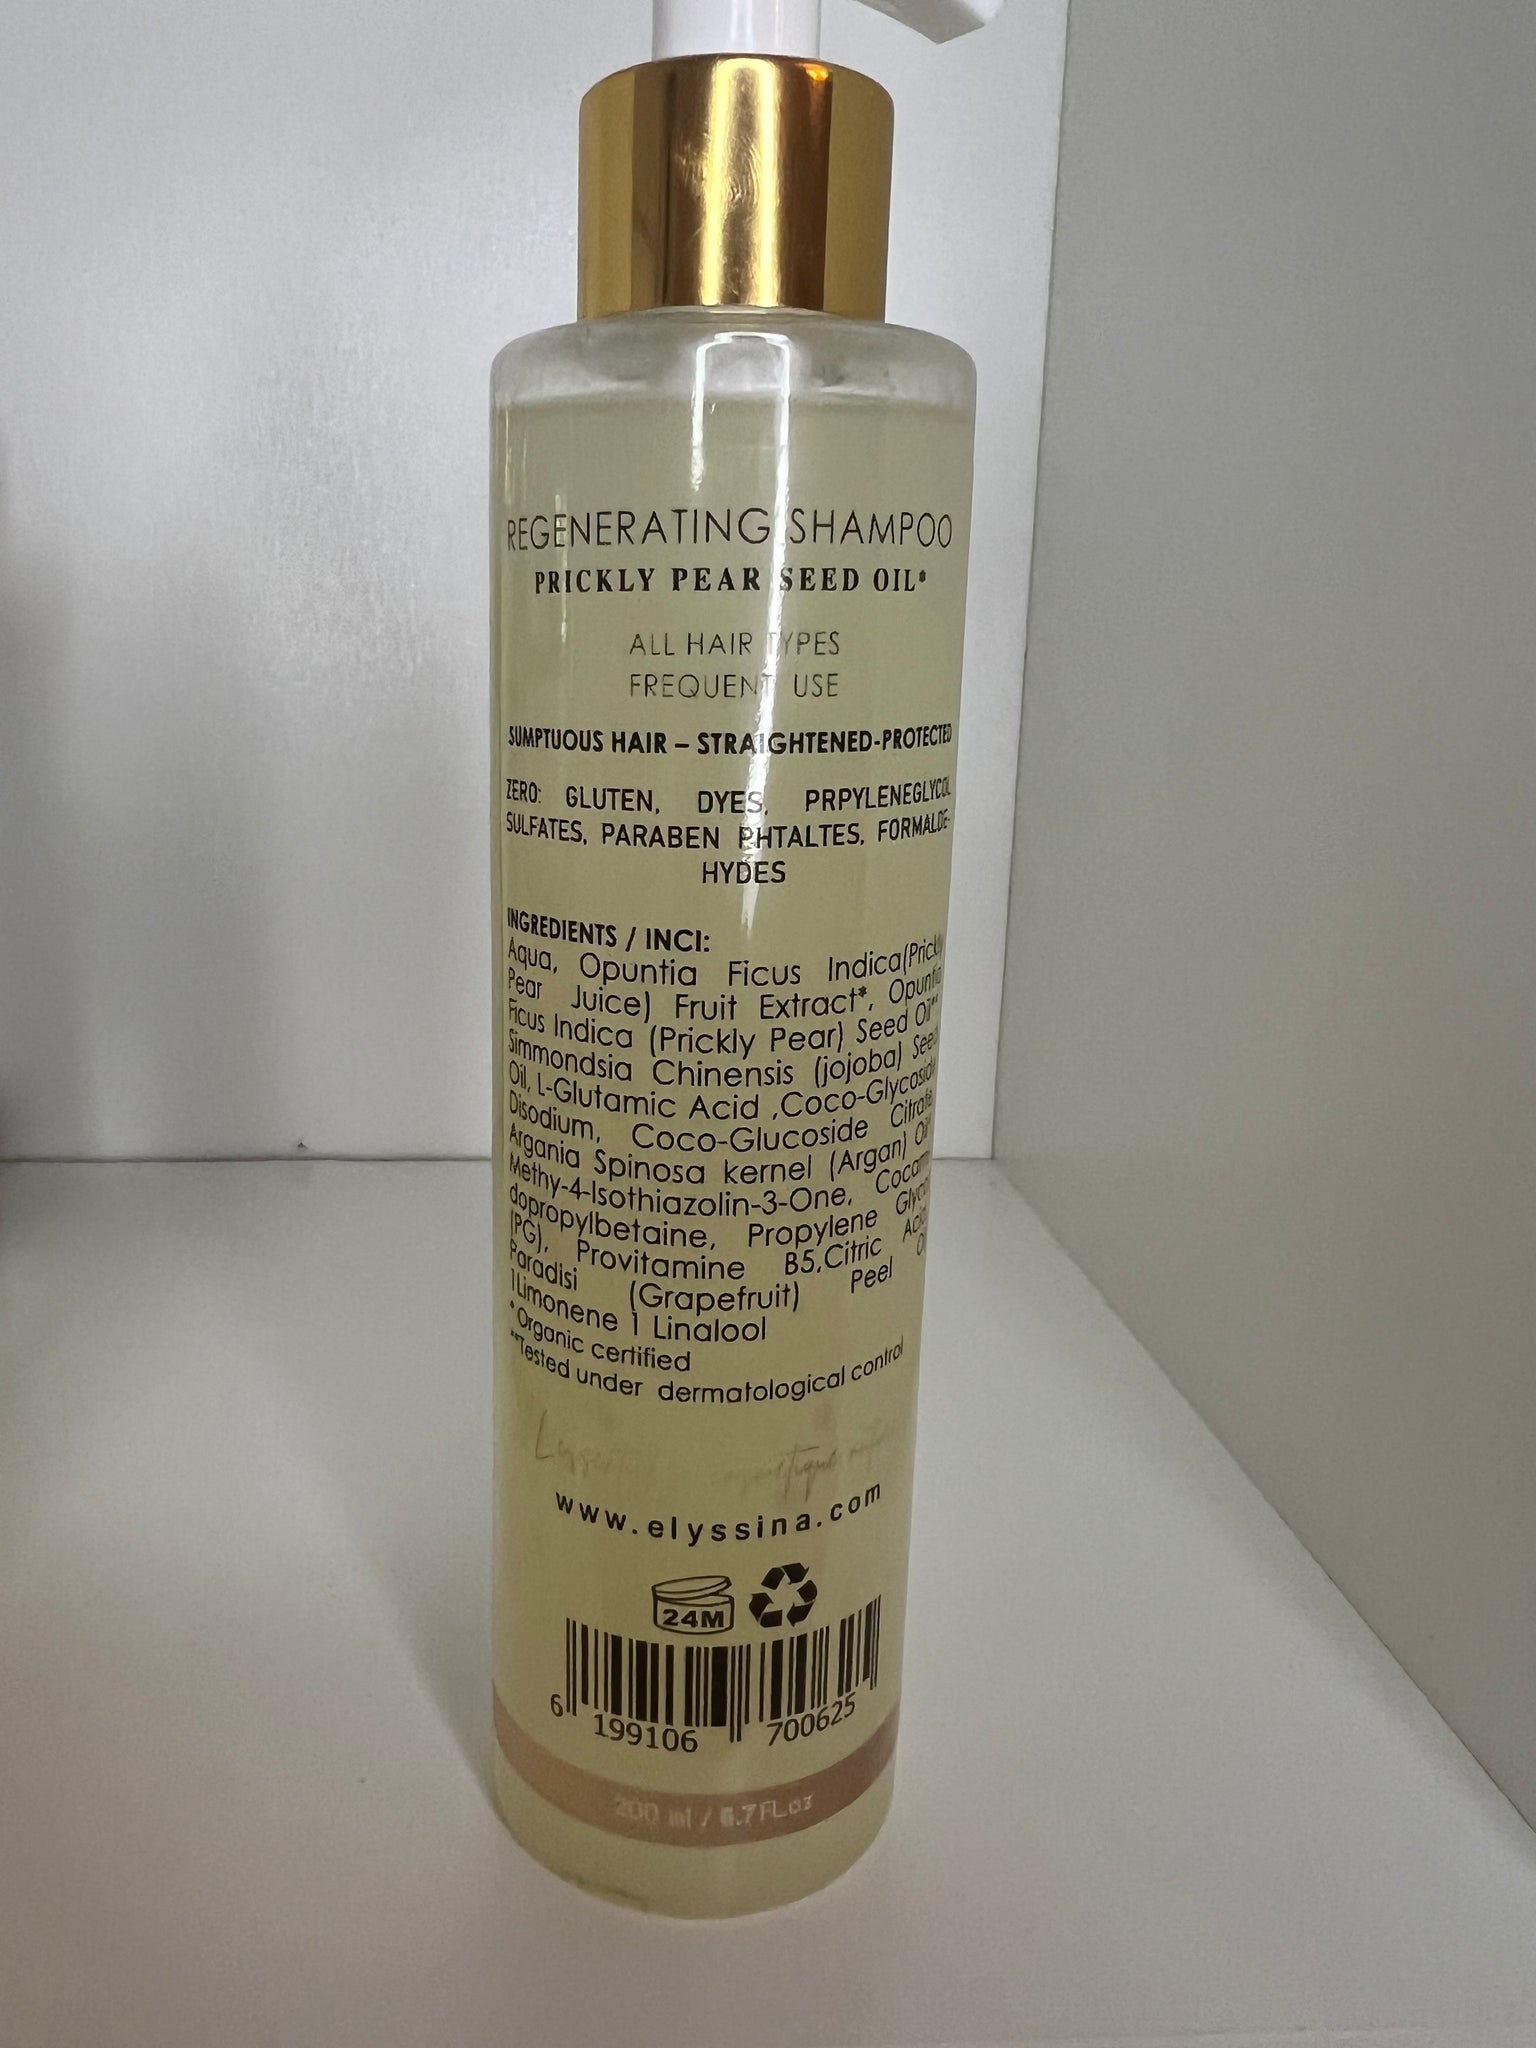 REGENERATING SHAMPOO
PRICKLY PEAR SEED OIL*
ALL HAIR TYPES
FREQUENT USE
SUMPTUOUS HAIR – STRAIGHTENED-PROTECTED
ZERO: GLUTEN, DYES, PRPYLENEGLYCOL
SULFATES, PARABEN PHTALTES, FORMALDE-
HYDES
INGREDIENTS / INCI:
Aqua, Opuntia Ficus Indica(Prickly
Pear Juice) Fruit Extract*, Opuntia
Ficus Indica (Prickly Pear) Seed Oil**
Simmondsia Chinensis (jojoba) Seed
Oil, L-Glutamic Acid ,Coco-Glycoside
Disodium, Coco-Glucoside Citrate,
Argania Spinosa kernel (Argan) Oil*
Methy-4-Isothiazolin-3-One, Cocam
dopropylbetaine, Propylene Glyco
(PG), Provitamine B5,Citric Acid
Paradisi (Grapefruit) Peel Oi
1Limonene 1 Linalool
*Organic certified
**Tested under dermatological control
www.elyssina.com
24M
6 199106 700625
200 ml / 6.7FL.oz